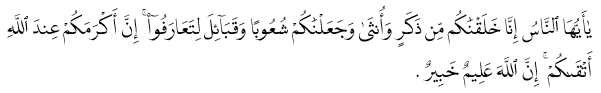 يَٰٓأَيُّهَا ٱلنَّاسُ إِنَّا خَلَقْنَٰكُم مِّن ذَكَرٍ وَأُنثَىٰ وَجَعَلْنَٰكُمْ شُعُوبًا وَقَبَآئِلَ لِتَعَارَفُوٓا۟ ۚ إِنَّ أَكْرَمَكُمْ عِندَ ٱللَّهِ
أَتْقَىٰكُمْ ۚ إِنَّ ٱللَّهَ عَلِيمٌ خَبِيرٌ .